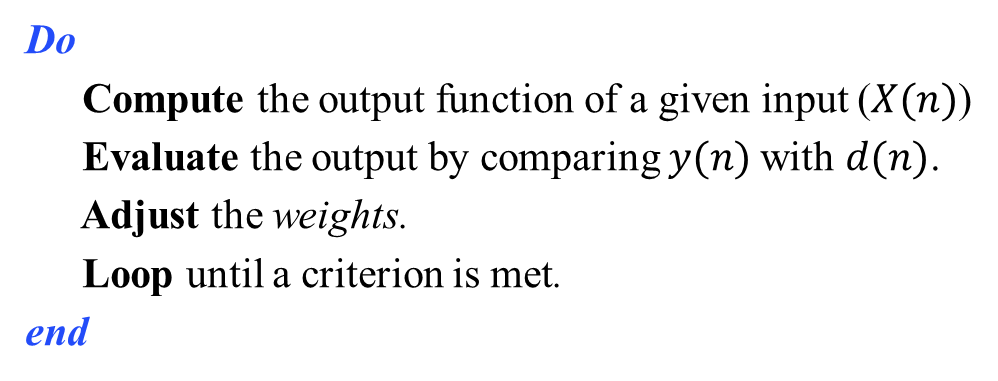 Do
Compute the output function of a given input (X(n))
Evaluate the output by comparing y(n) with d(n).
Adjust the weights.
Loop until a criterion is met.
end